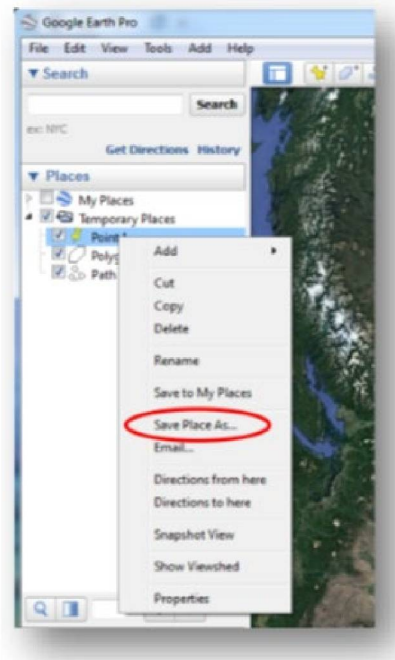 Google Earth Pro
File Edit View Tools Add Help
Search
Search
ex: NYC
Get Directions History
Places
My Places
Temporary Places
Point
Path
Add
Cut
Copy
Delete
Rename
Save to My Places
Save Place As...
Email...
Directions from here
Directions to here
Snapshot View
Show Viewshed
Properties